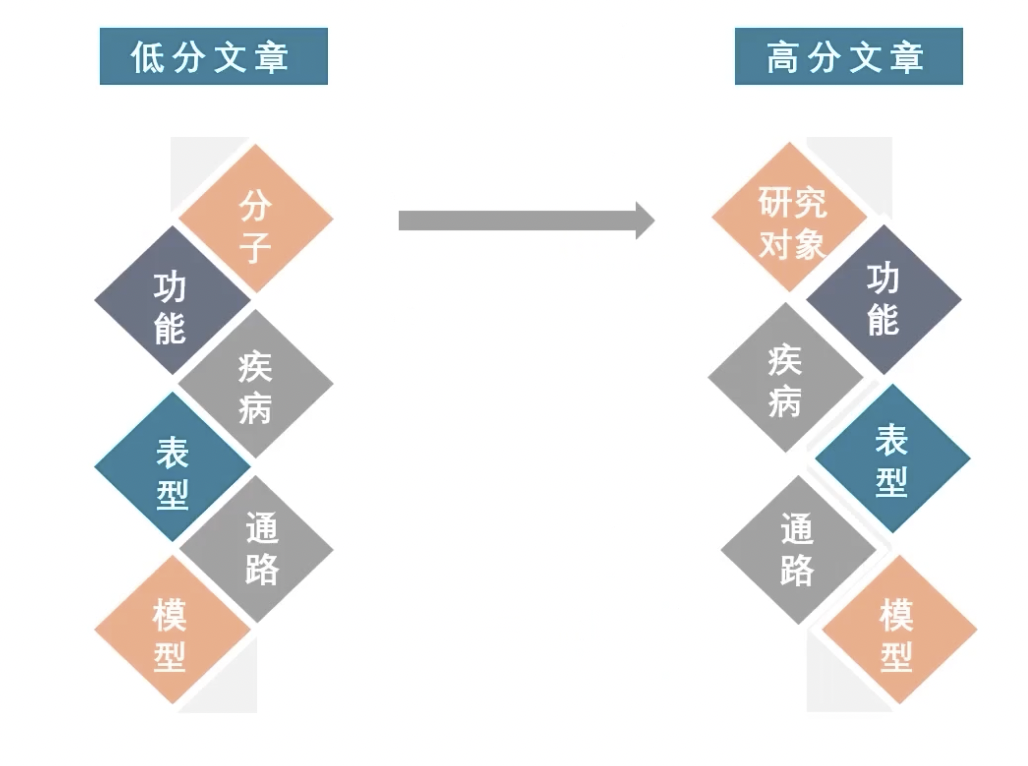 低分文章
高分文章
分
子
功
能
疾
病
表
型
通
路
模
型
研究
对象
功
能
疾
病
表
型
通
路
模
型